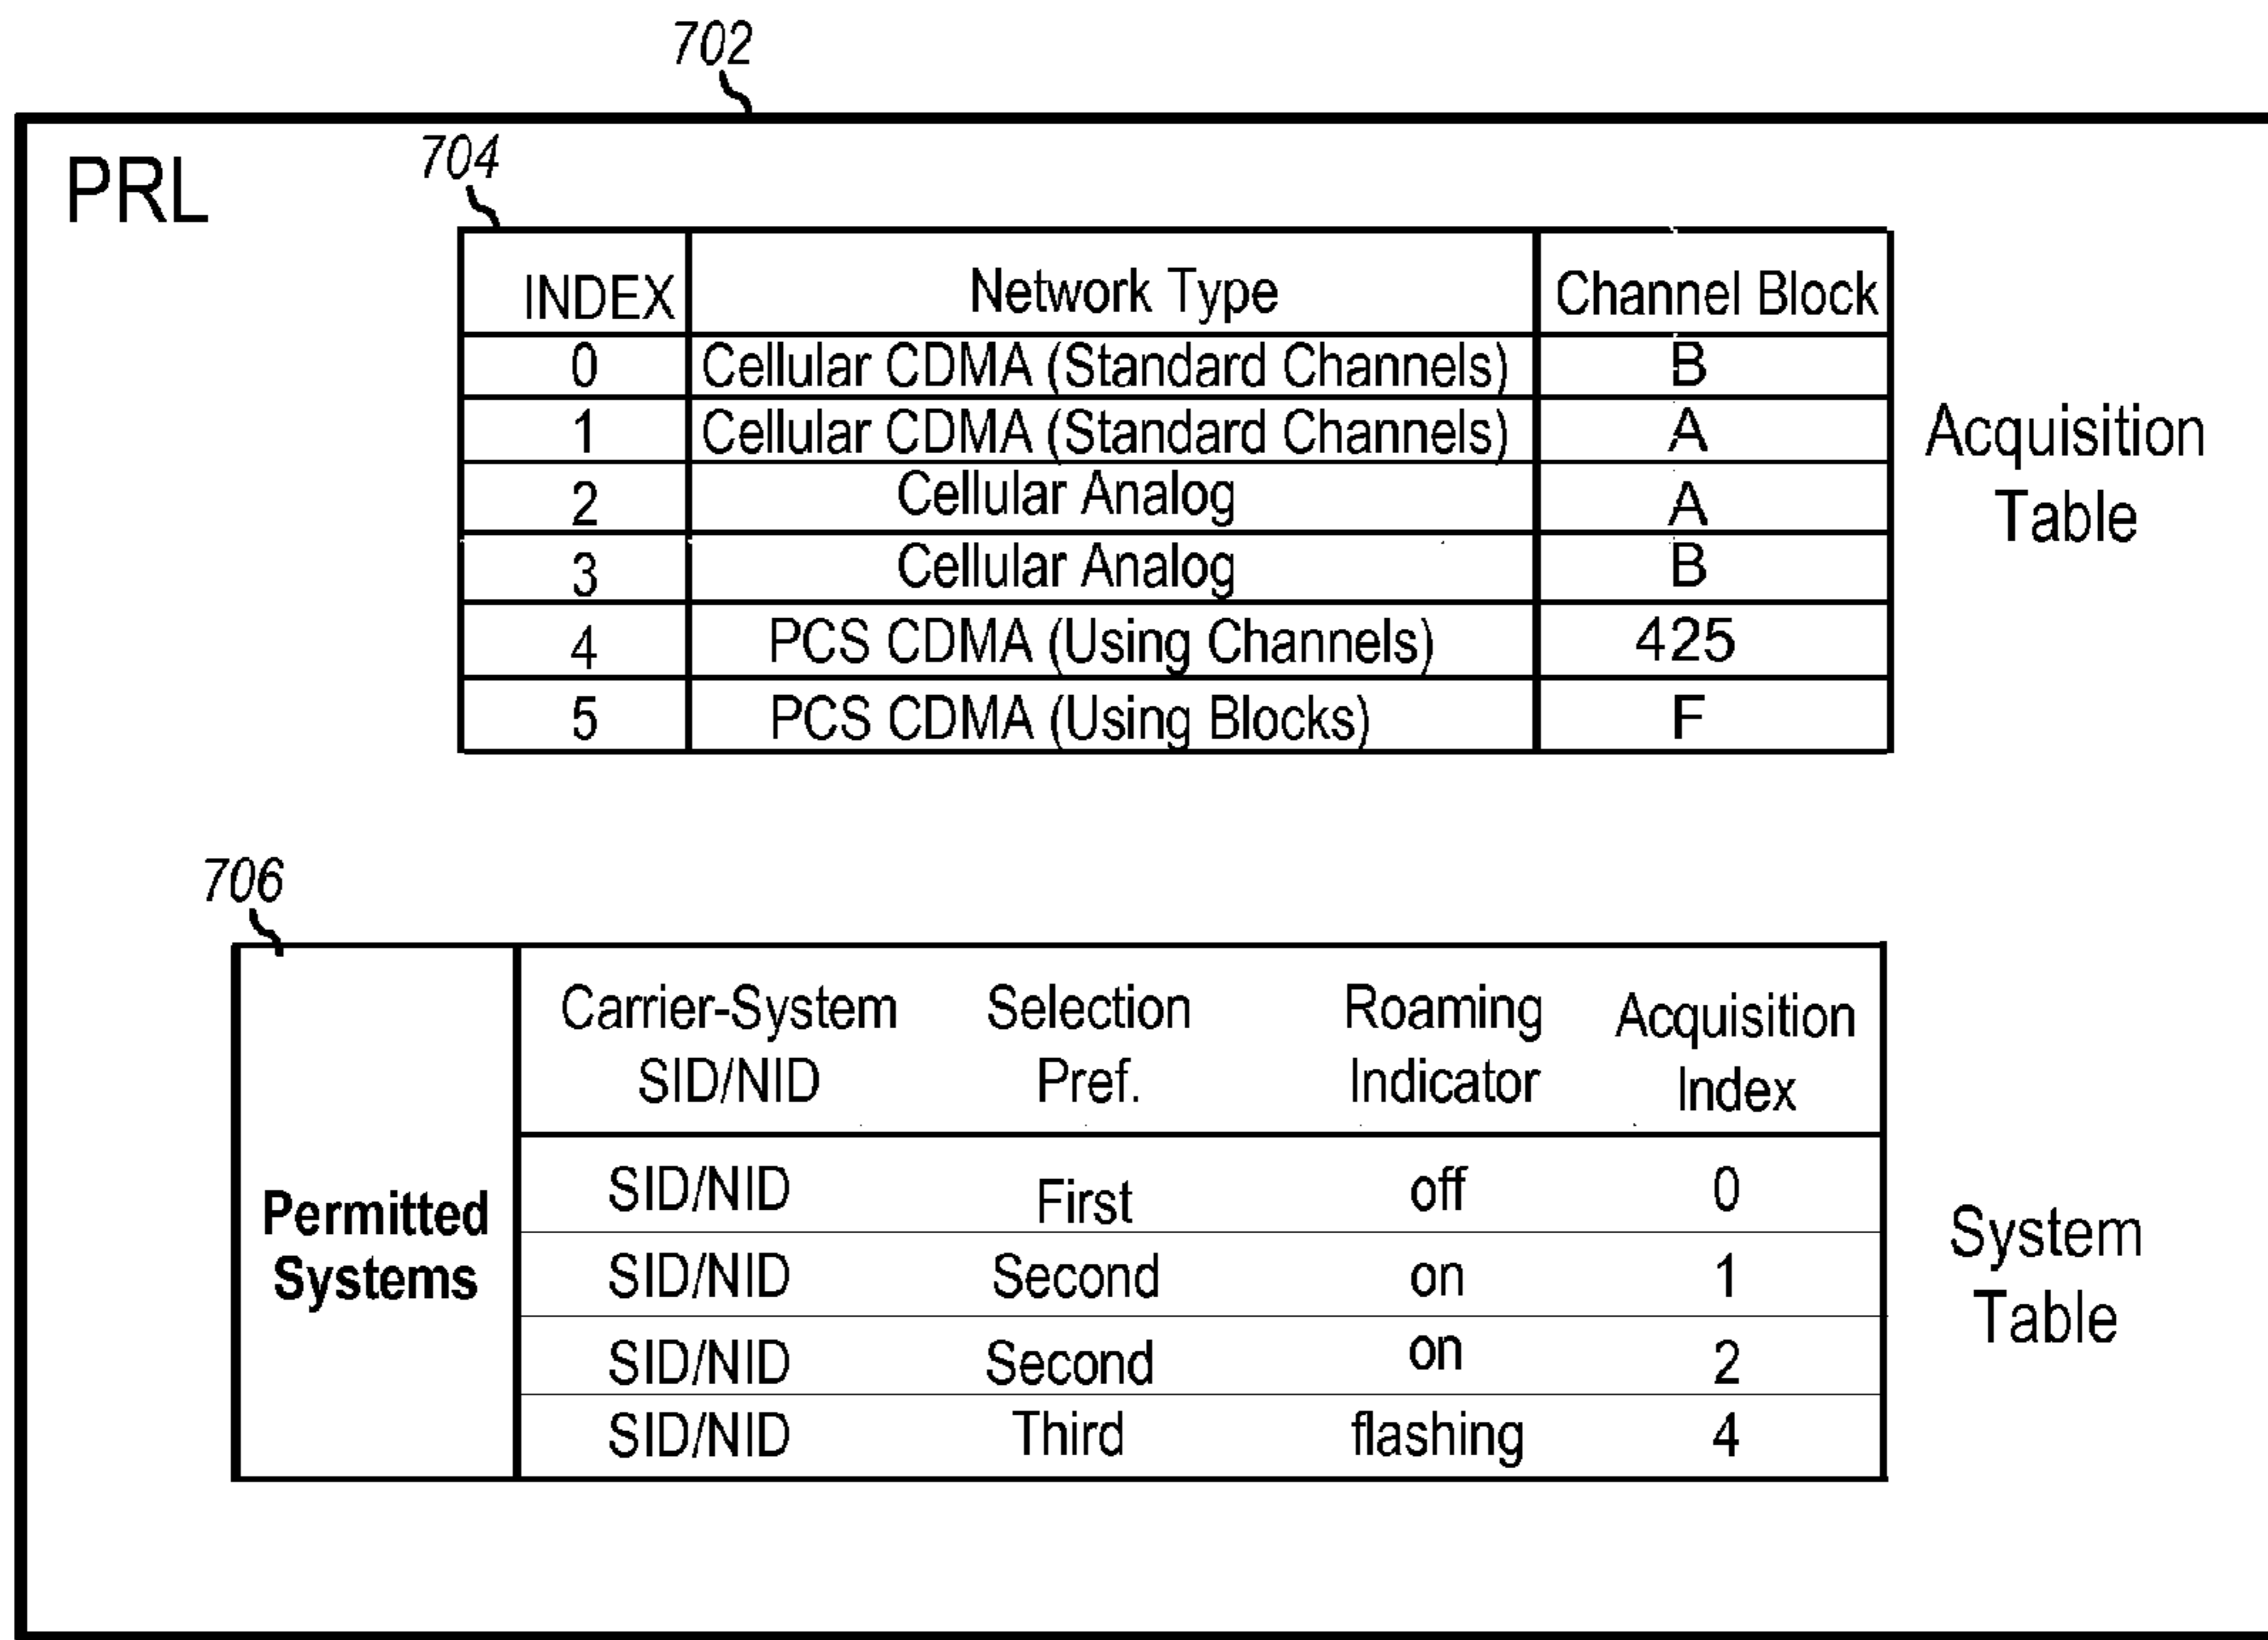 702
PRL
704
INDEX Network Type Channel Block
0 Cellular CDMA (Standard Channels) B
1 Cellular CDMA (Standard Channels) A
2 Cellular Analog A
3 Cellular Analog B
4 PCS CDMA (Using Channels) 425
5 PCS CDMA (Using Blocks) F
Acquisition
Table
706
Permitted
Systems
Carrier-System Selection Roaming Acquisition
SID/NID Pref. Indicator Index
SID/NID First off 0
SID/NID Second on 1
SID/NID Second on 2
SID/NID Third flashing 4
System
Table